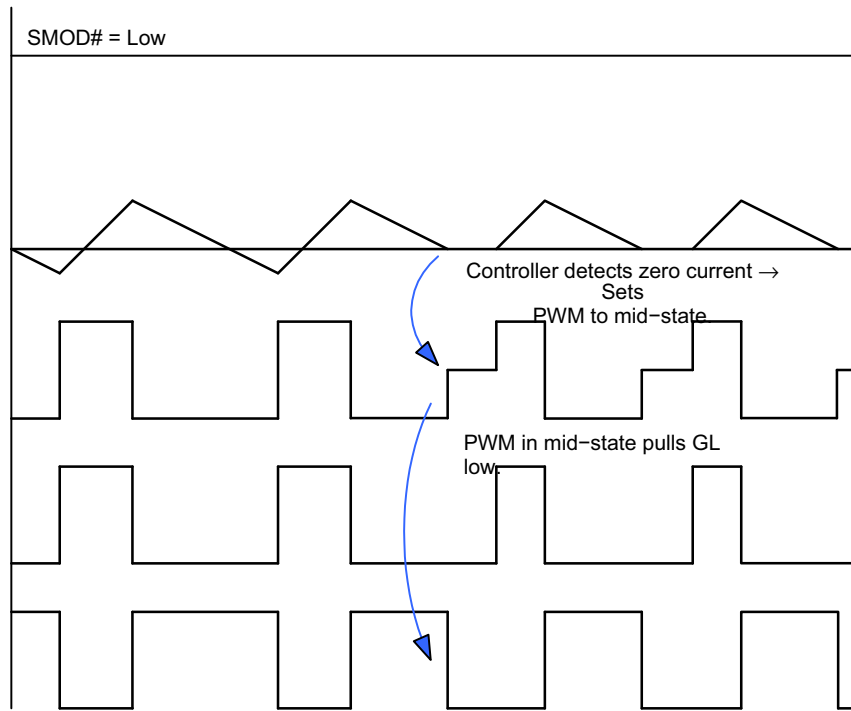 SMOD# = Low
Controller detects zero current →
Sets
PWM to mid−state.
PWM in mid−state pulls GL
low.